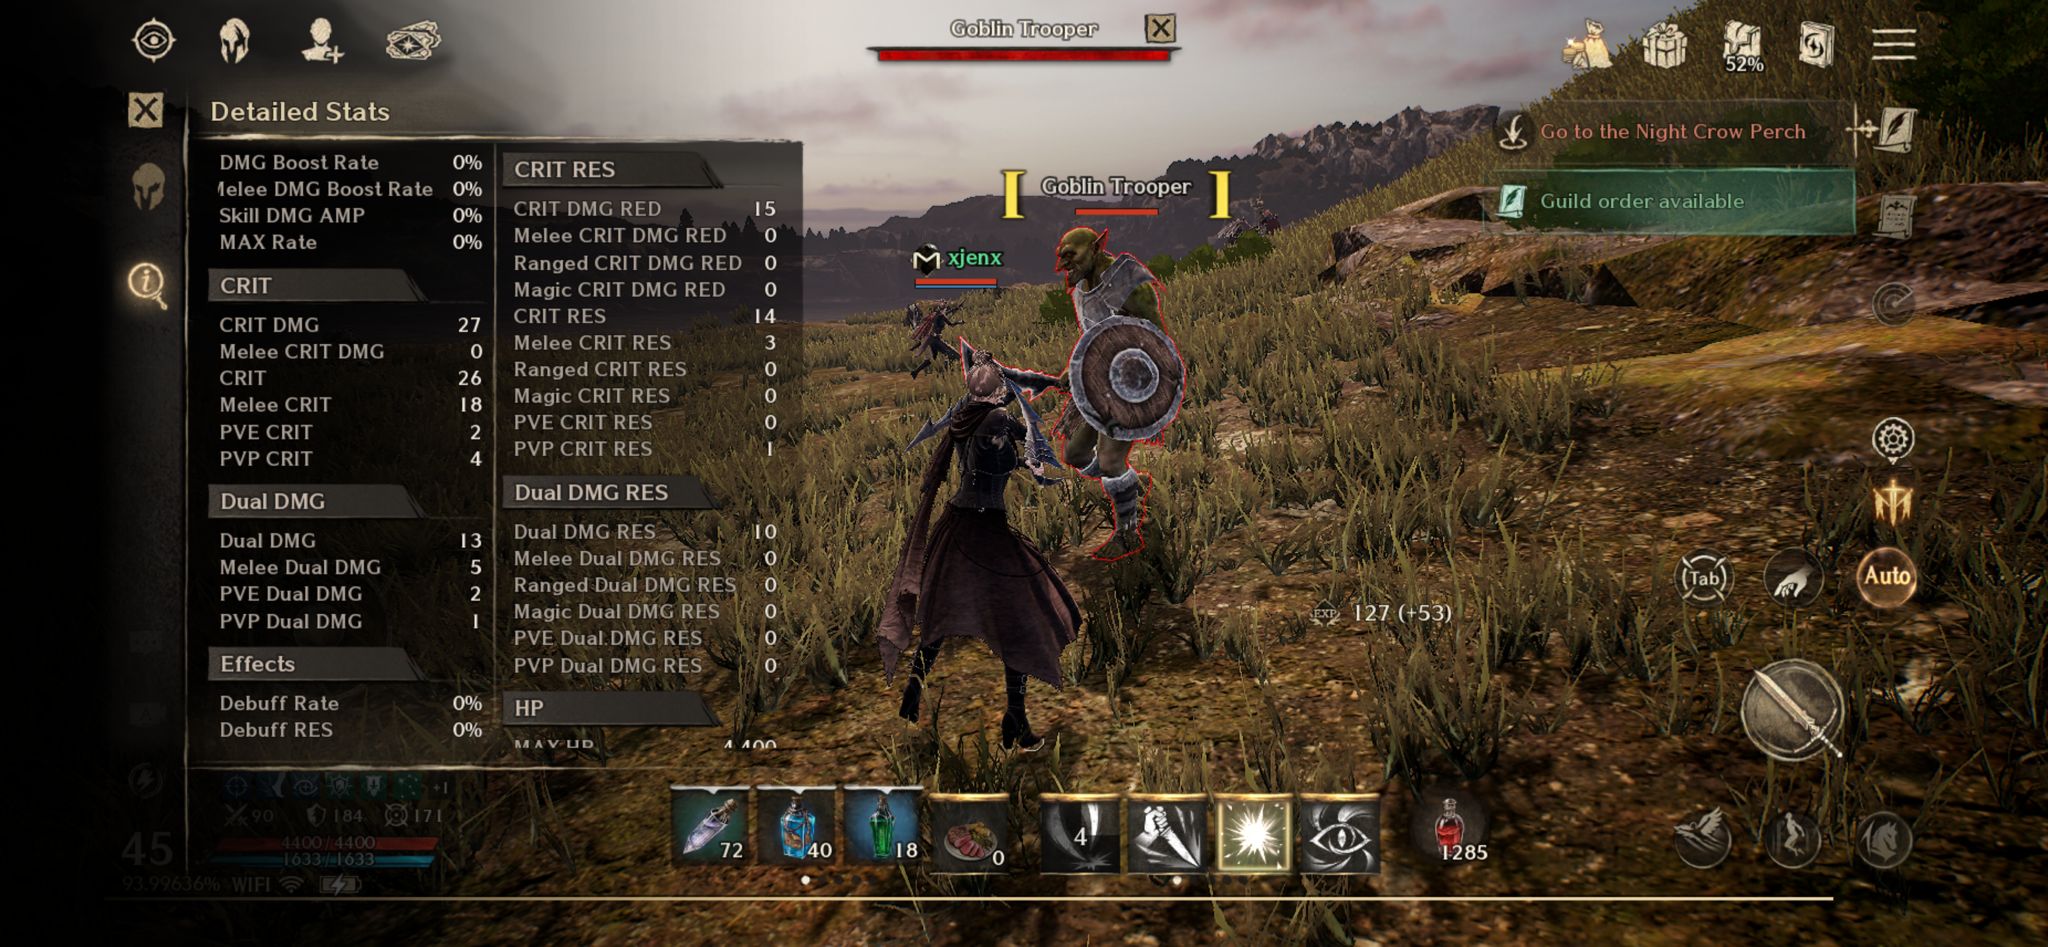 Goblin Trooper
52%
Detailed Stats
DMG Boost Rate 0%
Melee DMG Boost Rate 0%
Skill DMG AMP 0%
MAX Rate 0%
CRIT
CRIT DMG 27
Melee CRIT DMG 0
CRIT 26
Melee CRIT 18
PVE CRIT 2
PVP CRIT 4
Dual DMG
Dual DMG 13
Melee Dual DMG 5
PVE Dual DMG 2
PVP Dual DMG 1
Effects
Debuff Rate 0%
Debuff RES 0%
CRIT RES
CRIT DMG RED 15
Melee CRIT DMG RED 0
Ranged CRIT DMG RED 0
Magic CRIT DMG RED 0
CRIT RES 14
Melee CRIT RES 3
Ranged CRIT RES 0
Magic CRIT RES 0
PVE CRIT RES 0
PVP CRIT RES 1
Dual DMG RES
Dual DMG RES 10
Melee Dual DMG RES 0
Ranged Dual DMG RES 0
Magic Dual DMG RES 0
PVE Dual DMG RES 0
PVP Dual DMG RES 0
HP
MAX HP 4,400
Go to the Night Crow Perch
Guild order available
Goblin Trooper
xjenx
EXP 127 (+53)
Tab
Auto
+1
90 184 171
45
4400/4400
1633/1633
93.99636% WIFI
72
40
18
0
4
1285